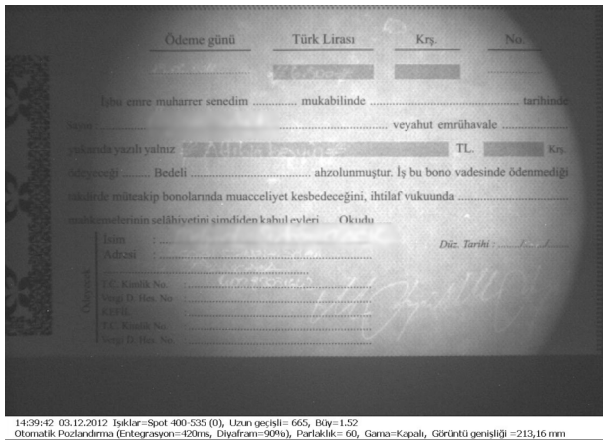 Ödeme günü Türk Lirası Krş. No.
İşbu emre muharrer senedim ............ mukabilinde ............ tarihinde
Sayın ............ veyahut emrühavale ............
yukarıda yazılı yalnız TL. Krş.
ödeyeceği ....... Bedeli ............ ahzolunmuştur. İş bu bono vadesinde ödenmediği
takdirde müteakip bonolarında muacceliyet kesbedeceğini, ihtilaf vukuunda ............
mahkemelerinin selâhiyetini şimdiden kabul eyleri Okudu
Ödeyecek
İsim :
Düz. Tarihi : ..../..../....
Adresi :
T.C. Kimlik No. :
Vergi D. Hes. No :
KEFİL :
T.C. Kimlik No. :
Vergi D. Hes. No. :
14:39:42 03.12.2012 Işıklar=Spot 400-535 (0), Uzun geçişli= 665, Büy=1.52
Otomatik Pozlandırma (Entegrasyon=420ms, Diyafram=90%), Parlaklık= 60, Gama=Kapalı, Görüntü genişliği =213,16 mm